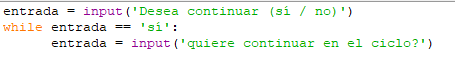 entrada = input('Desea continuar (sí / no)')
while entrada == 'sí':
entrada = input('quiere continuar en el ciclo?')